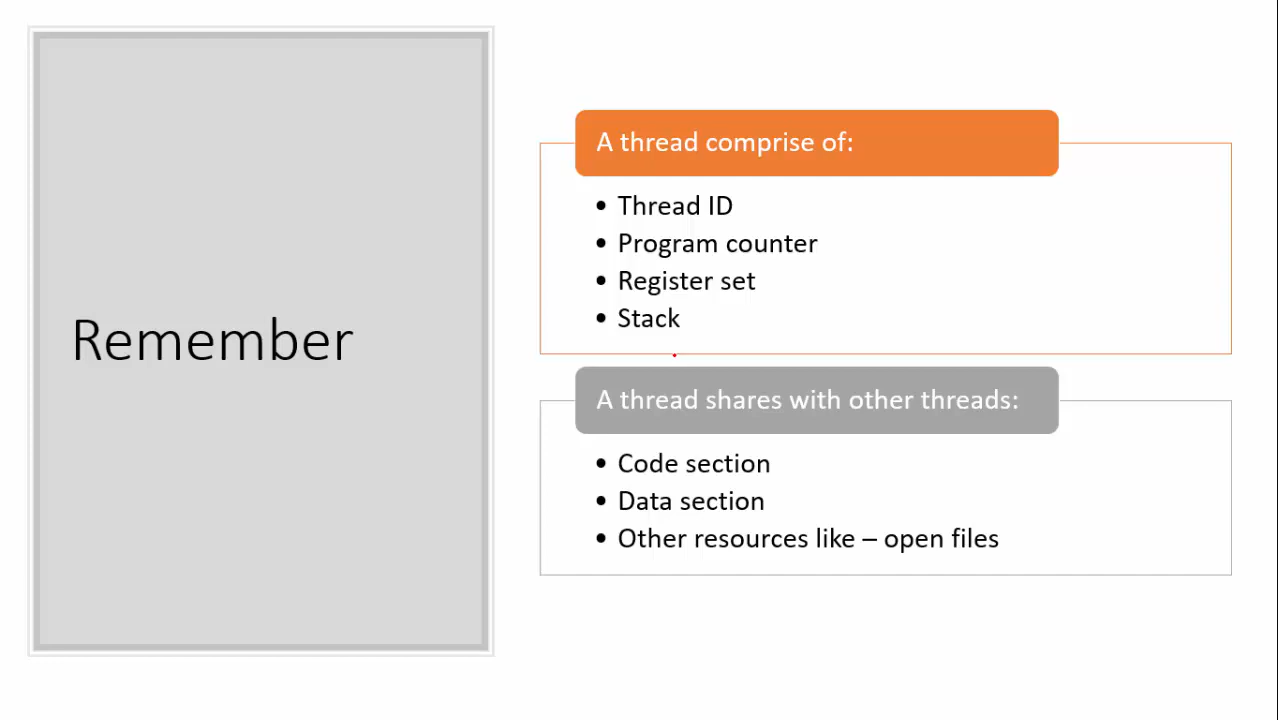 Remember
A thread comprise of:
• Thread ID
• Program counter
• Register set
• Stack
A thread shares with other threads:
• Code section
• Data section
• Other resources like – open files